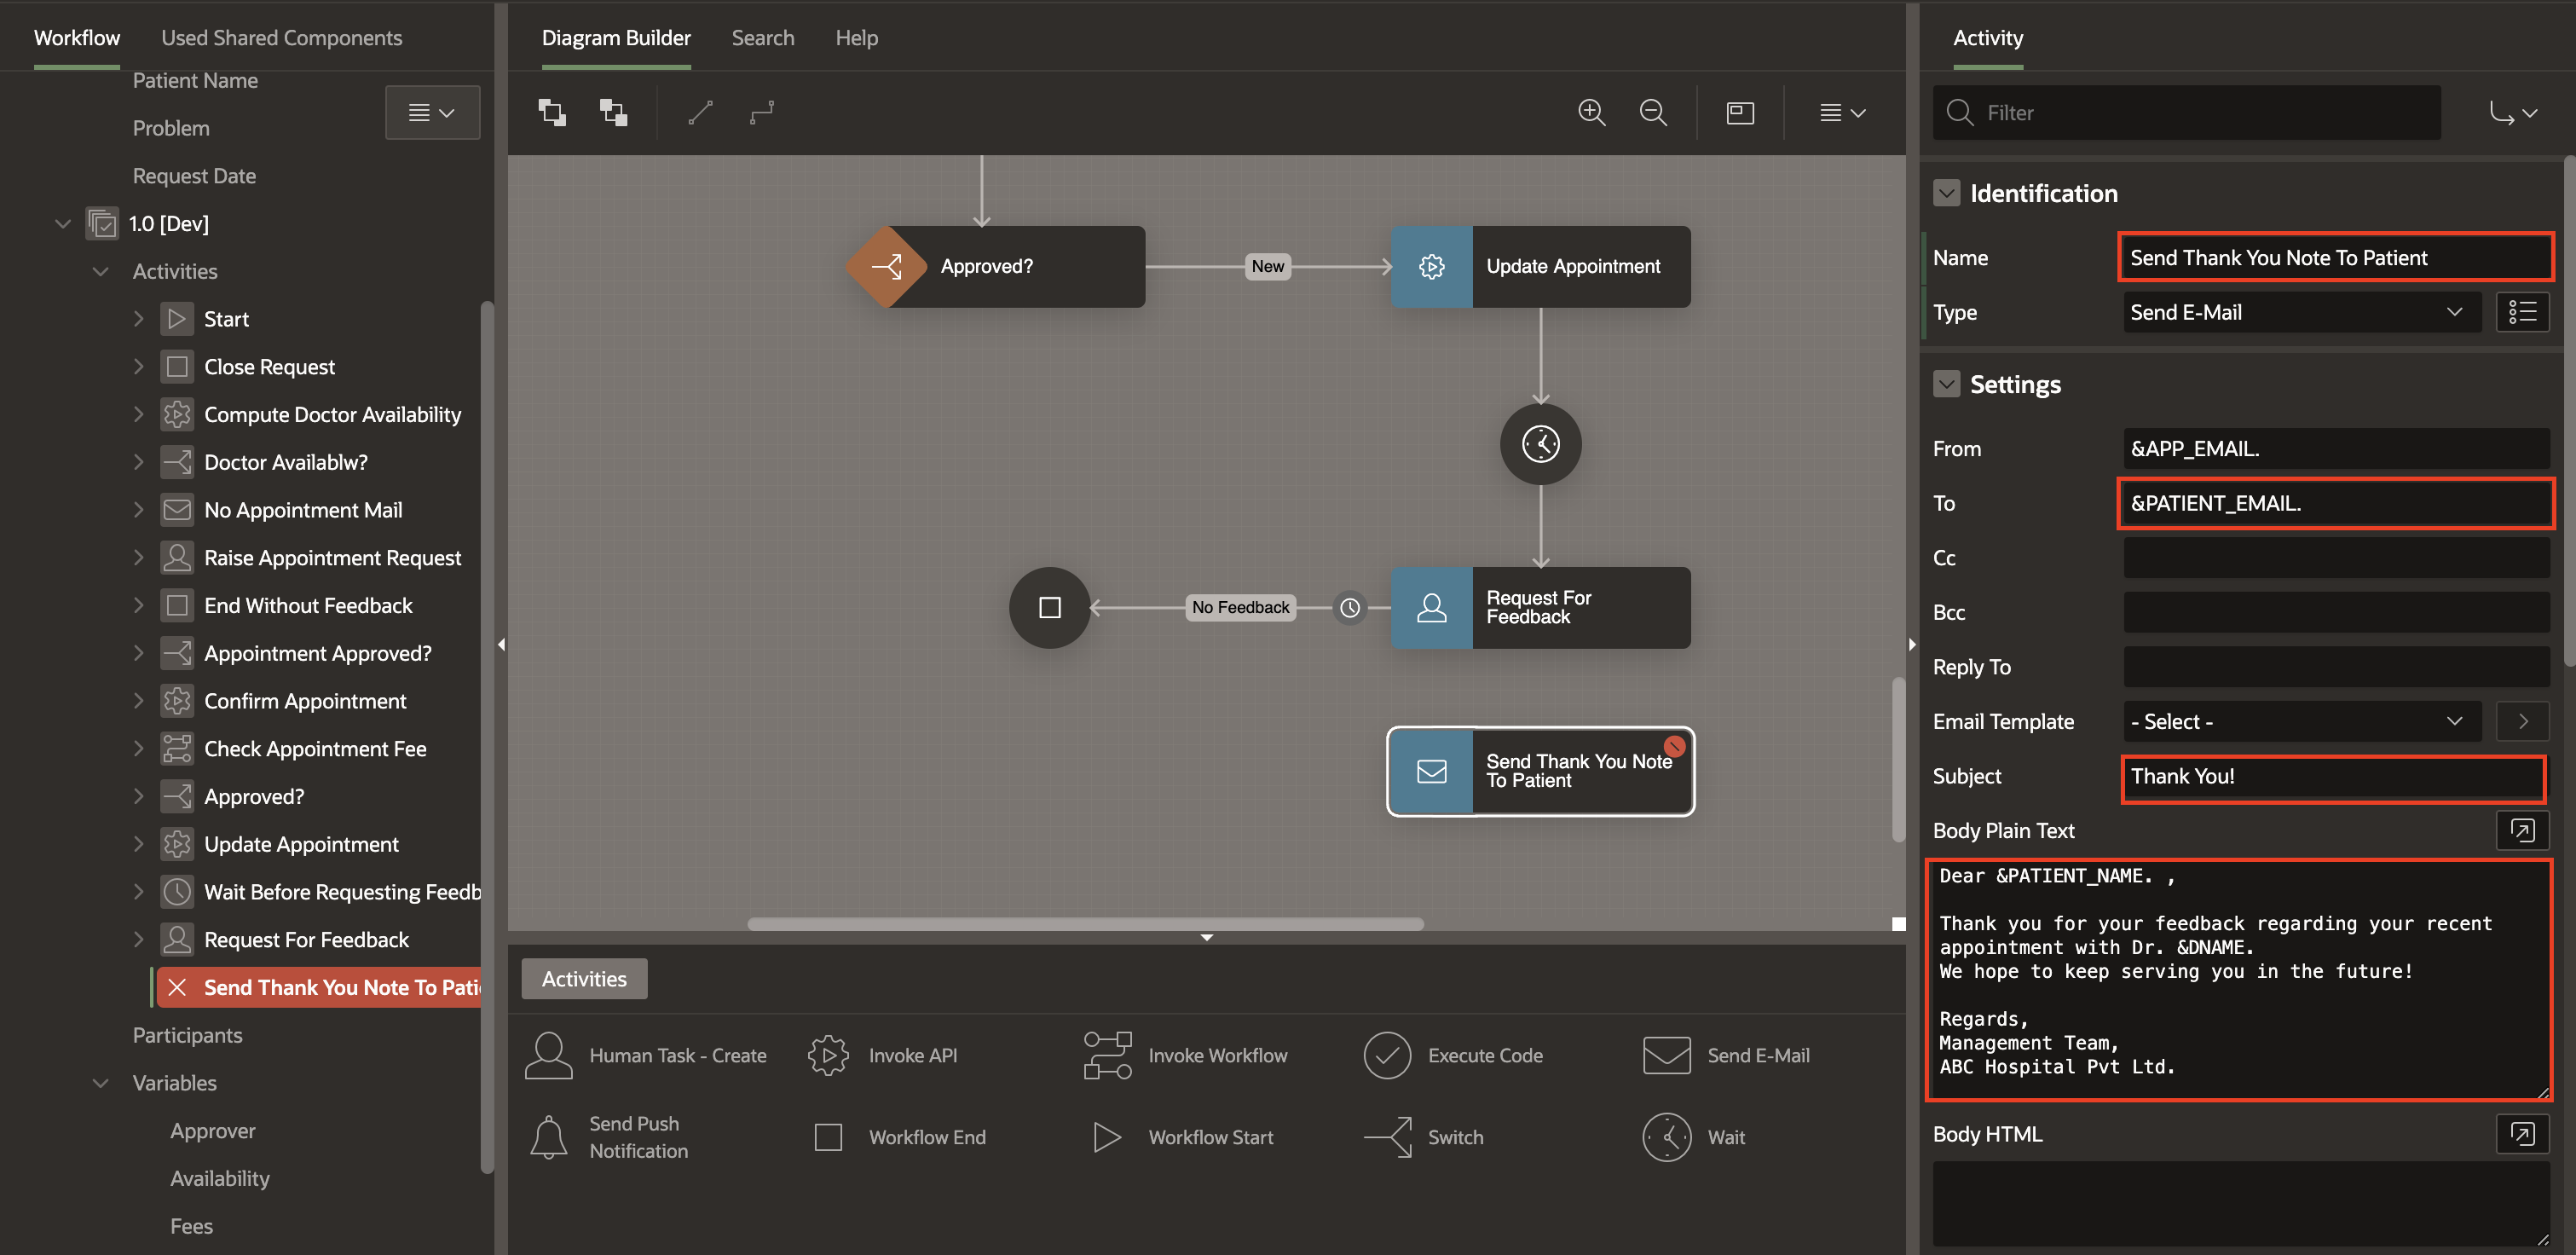 Workflow
Used Shared Components
Patient Name
Problem
Request Date
1.0 [Dev]
Activities
Start
Close Request
Compute Doctor Availability
Doctor Availablw?
No Appointment Mail
Raise Appointment Request
End Without Feedback
Appointment Approved?
Confirm Appointment
Check Appointment Fee
Approved?
Update Appointment
Wait Before Requesting Feedb
Request For Feedback
Send Thank You Note To Pati
Participants
Variables
Approver
Availability
Fees
Diagram Builder
Search
Help
Approved?
New
Update Appointment
No Feedback
Request For
Feedback
Send Thank You Note
To Patient
Activities
Human Task - Create
Invoke API
Invoke Workflow
Execute Code
Send E-Mail
Send Push
Notification
Workflow End
Workflow Start
Switch
Wait
Activity
Filter
Identification
Name
Send Thank You Note To Patient
Type
Send E-Mail
Settings
From
&APP_EMAIL.
To
&PATIENT_EMAIL.
Cc
Bcc
Reply To
Email Template
- Select -
Subject
Thank You!
Body Plain Text
Dear &PATIENT_NAME. ,
Thank you for your feedback regarding your recent
appointment with Dr. &DNAME.
We hope to keep serving you in the future!
Regards,
Management Team,
ABC Hospital Pvt Ltd.
Body HTML